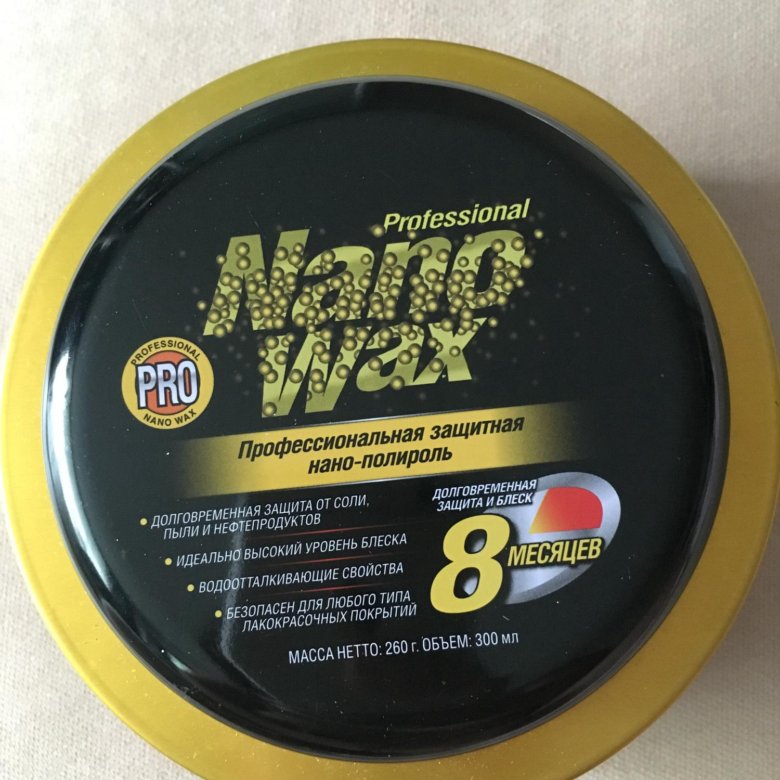 Professional
Nano
Wax
PROFESSIONAL
PRO
NANO WAX
Профессиональная защитная
нано-полироль
• ДОЛГОВРЕМЕННАЯ ЗАЩИТА ОТ СОЛИ,
ПЫЛИ И НЕФТЕПРОДУКТОВ
• ИДЕАЛЬНО ВЫСОКИЙ УРОВЕНЬ БЛЕСКА
• ВОДООТТАЛКИВАЮЩИЕ СВОЙСТВА
• БЕЗОПАСЕН ДЛЯ ЛЮБОГО ТИПА
ЛАКОКРАСОЧНЫХ ПОКРЫТИЙ
ДОЛГОВРЕМЕННАЯ
ЗАЩИТА И БЛЕСК
8 МЕСЯЦЕВ
МАССА НЕТТО: 260 г. ОБЪЕМ: 300 мл